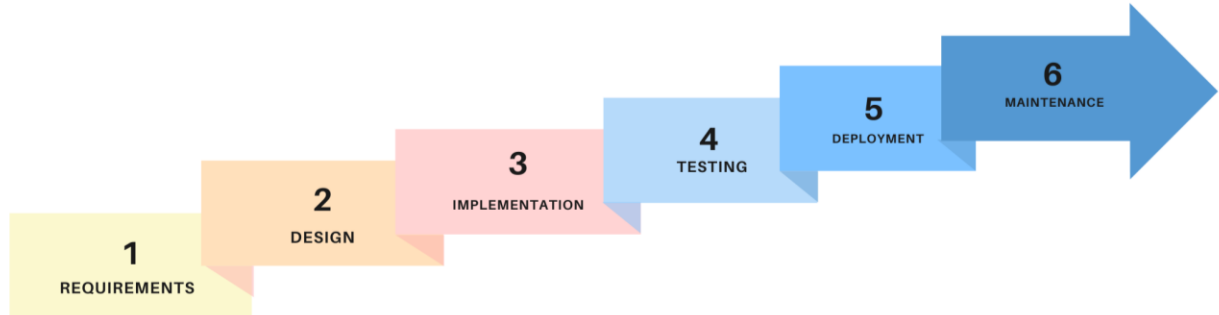 1
REQUIREMENTS
2
DESIGN
3
IMPLEMENTATION
4
TESTING
5
DEPLOYMENT
6
MAINTENANCE